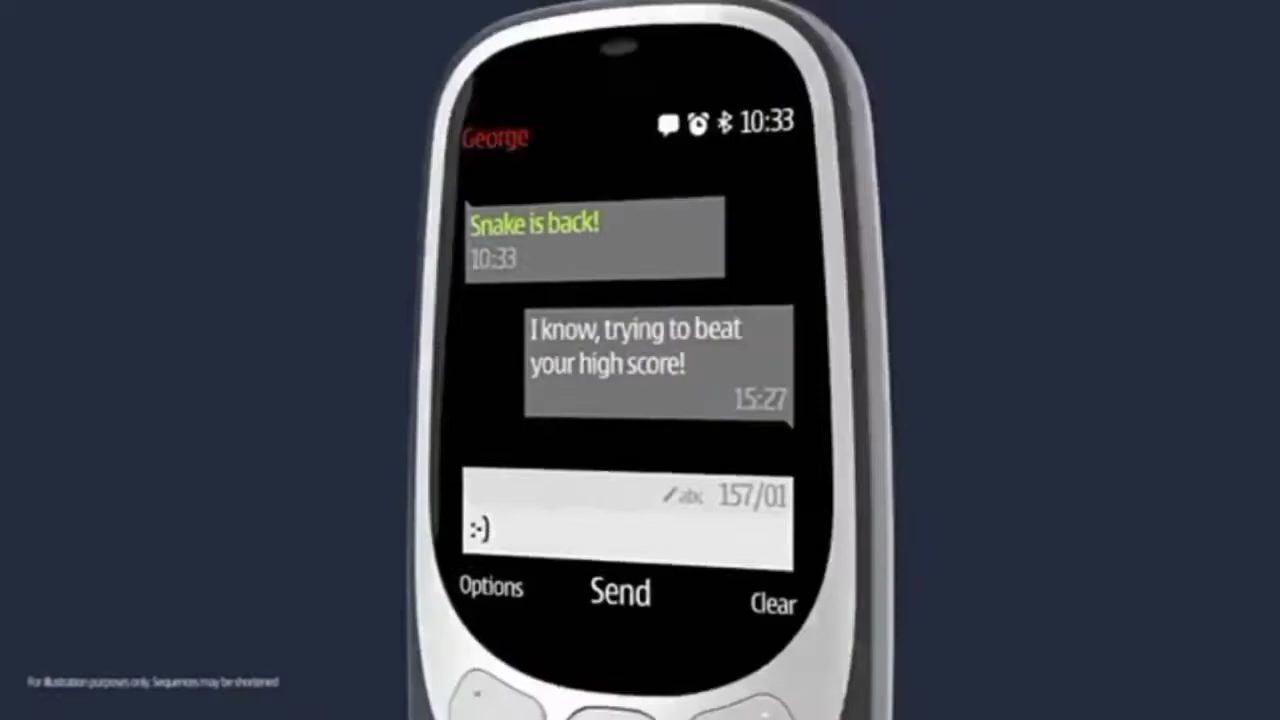 George 10:33
Snake is back!
10:33
I know, trying to beat
your high score!
15:27
abc 157/01
:-)
Options Send Clear
For illustration purposes only. Sequences may be shortened